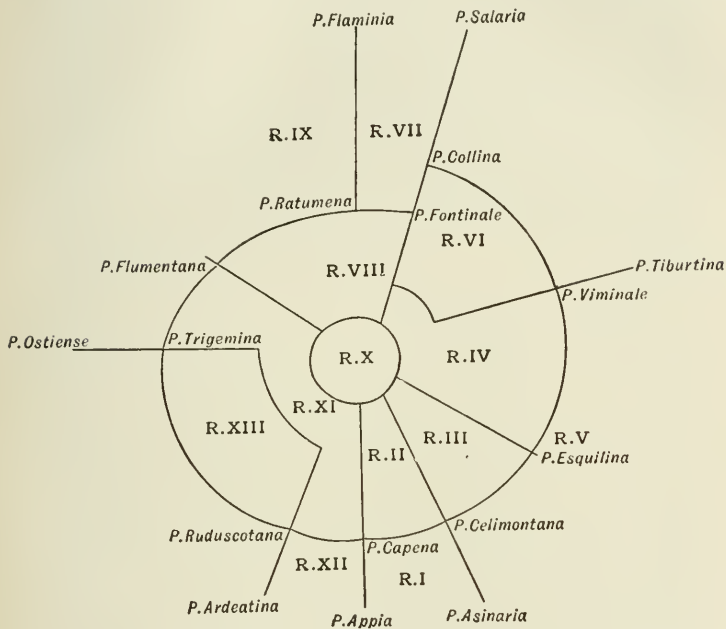 P.Flaminia
P.Salaria
R.IX
R.VII
P.Collina
P.Ratumena
P.Fontinale
R.VI
P.Flumentana
R.VIII
P.Tiburtina
P.Viminale
P.Ostiense
P.Trigemina
R.X
R.IV
R.XI
R.XIII
R.III
R.V
R.II
P.Esquilina
P.Ruduscotana
P.Celimontana
P.Capena
R.XII
R.I
P.Ardeatina
P.Appia
P.Asinaria